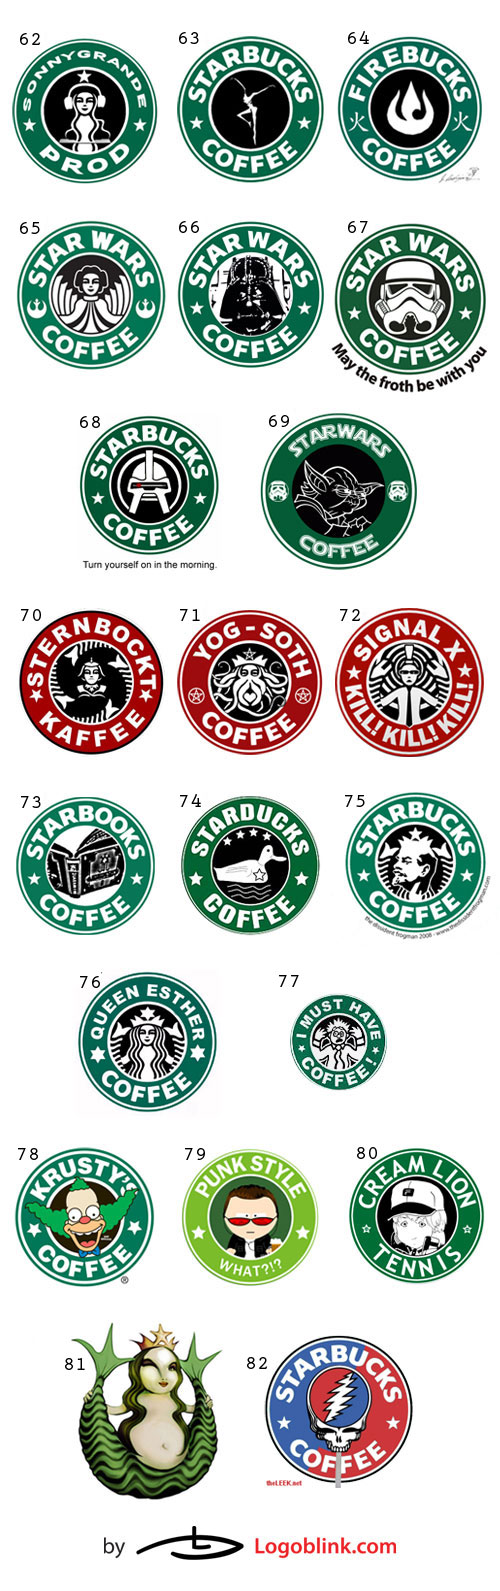 62 63 64
SONNYGRANDE PROD
STARBUCKS COFFEE
FIREBUCKS COFFEE
火 火
65 66 67
STAR WARS COFFEE
STAR WARS COFFEE
STAR WARS COFFEE
May the froth be with you
68 69
STARBUCKS COFFEE
Turn yourself on in the morning.
STARWARS COFFEE
70 71 72
STERNBOCKT KAFFEE
YOG-SOTH COFFEE
SIGNAL X KILL! KILL! KILL!
73 74 75
STARBOOKS COFFEE
STARDUCKS COFFEE
STARBUCKS COFFEE
the dissident frogman 2008 - www.thedissidentfrogman.com
76 77
QUEEN ESTHER COFFEE
I MUST HAVE COFFEE!
78 79 80
KRUSTY'S COFFEE
®
PUNK STYLE WHAT?!?
CREAM LION TENNIS
81 82
STARBUCKS COFFEE
theLEEK.net
by Logoblink.com